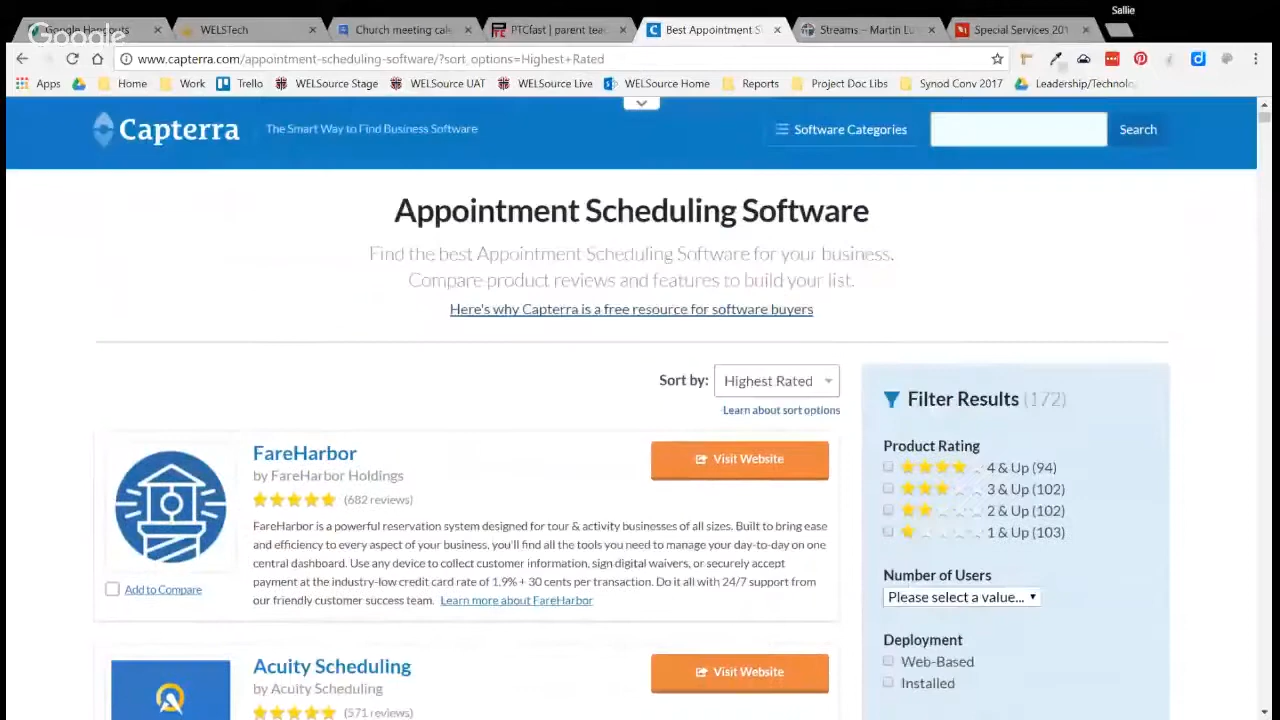 Sallie
Google Hangouts
WELSTech
Church meeting cal
PTCfast | parent tea
Best Appointment S
Streams – Martin Lu
Special Services 201
Google
www.capterra.com/appointment-scheduling-software/?sort_options=Highest+Rated
Apps
Home
Work
Trello
WELSource Stage
WELSource UAT
WELSource Live
WELSource Home
Reports
Project Doc Libs
Synod Conv 2017
Leadership/Technolo
Capterra
The Smart Way to Find Business Software
Software Categories
Search
Appointment Scheduling Software
Find the best Appointment Scheduling Software for your business.
Compare product reviews and features to build your list.
Here's why Capterra is a free resource for software buyers
Sort by: Highest Rated
Learn about sort options
FareHarbor
by FareHarbor Holdings
(682 reviews)
Visit Website
FareHarbor is a powerful reservation system designed for tour & activity businesses of all sizes. Built to bring ease
and efficiency to every aspect of your business, you'll find all the tools you need to manage your day-to-day on one
central dashboard. Use any device to collect customer information, sign digital waivers, or securely accept
payment at the industry-low credit card rate of 1.9% + 30 cents per transaction. Do it all with 24/7 support from
our friendly customer success team. Learn more about FareHarbor
Add to Compare
Acuity Scheduling
by Acuity Scheduling
(571 reviews)
Visit Website
Filter Results (172)
Product Rating
4 & Up (94)
3 & Up (102)
2 & Up (102)
1 & Up (103)
Number of Users
Please select a value...
Deployment
Web-Based
Installed